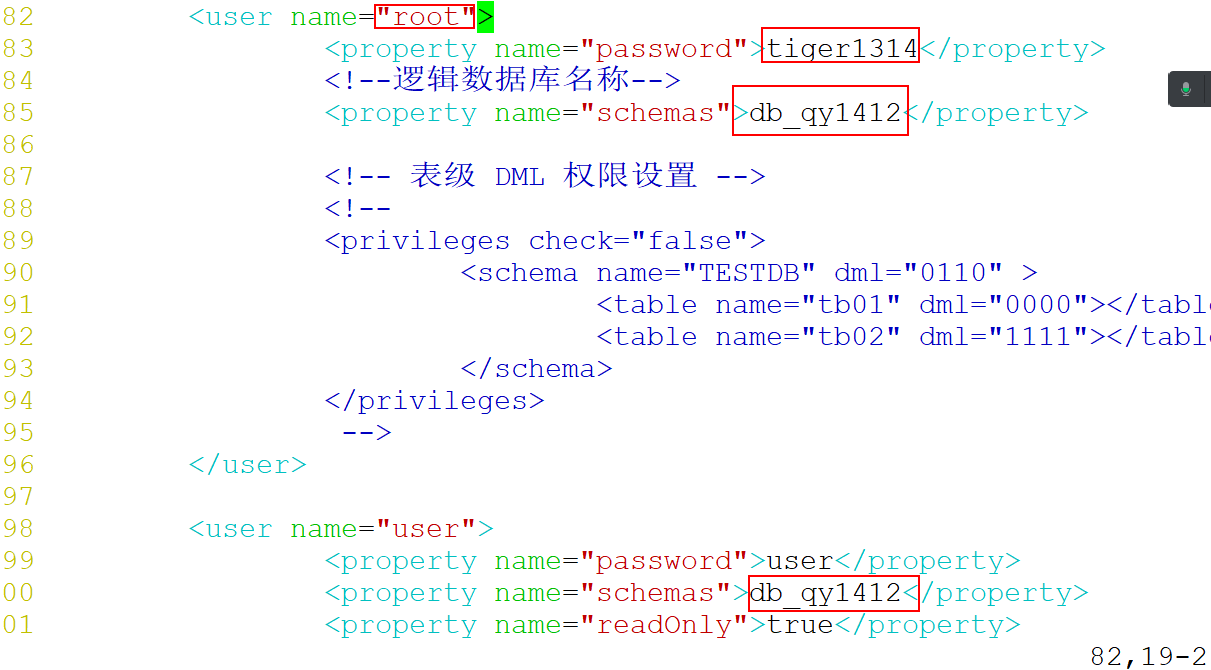 82         <user name="root">
83                 <property name="password">tiger1314</property>
84                 <!--逻辑数据库名称-->
85                 <property name="schemas">db_qy1412</property>
86
87                 <!-- 表级 DML 权限设置 -->
88                 <!--
89                 <privileges check="false">
90                         <schema name="TESTDB" dml="0110" >
91                                 <table name="tb01" dml="0000"></table
92                                 <table name="tb02" dml="1111"></table
93                         </schema>
94                 </privileges>
95                  -->
96         </user>
97
98         <user name="user">
99                 <property name="password">user</property>
00                 <property name="schemas">db_qy1412</property>
01                 <property name="readOnly">true</property>
82,19-2